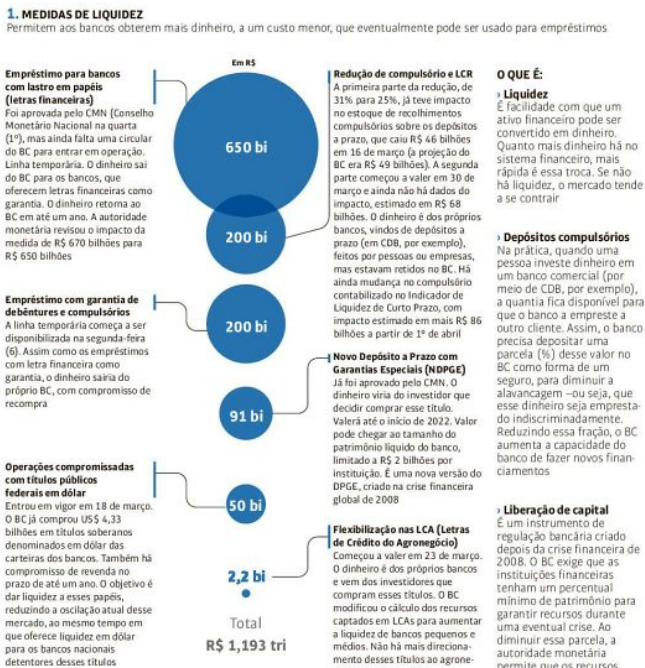 1. MEDIDAS DE LIQUIDEZ
Permitem aos bancos obterem mais dinheiro, a um custo menor, que eventualmente pode ser usado para empréstimos
Empréstimo para bancos
com lastro em papéis
(letras financeiras)
Foi aprovada pelo CMN (Conselho
Monetário Nacional na quarta
(1º), mas ainda falta uma circular
do BC para entrar em operação.
Linha temporária. O dinheiro sai
do BC para os bancos, que
oferecem letras financeiras como
garantia. O dinheiro retorna ao
BC em até um ano. A autoridade
monetária revisou o impacto da
medida de R$ 670 bilhões para
R$ 650 bilhões
Empréstimo com garantia de
debêntures e compulsórios
A linha temporária começa a ser
disponibilizada na segunda-feira
(6). Assim como os empréstimos
com letra financeira como
garantia, o dinheiro sairia do
próprio BC, com compromisso de
recompra
Operações compromissadas
com títulos públicos
federais em dólar
Entrou em vigor em 18 de março.
O BC já comprou US$ 4,33
bilhões em títulos soberanos
denominados em dólar das
carteiras dos bancos. Também há
compromisso de revenda no
prazo de até um ano. O objetivo é
dar liquidez a esses papéis,
reduzindo a oscilação atual desse
mercado, ao mesmo tempo em
que oferece liquidez em dólar
para os bancos nacionais
detentores desses títulos
Em R$
650 bi
200 bi
200 bi
91 bi
50 bi
2,2 bi
Total
R$ 1,193 tri
Redução de compulsório e LCR
A primeira parte da redução, de
31% para 25%, já teve impacto
no estoque de recolhimentos
compulsórios sobre os depósitos
a prazo, que caiu R$ 46 bilhões
em 16 de março (a projeção do
BC era R$ 49 bilhões). A segunda
parte começou a valer em 30 de
março e ainda não há dados do
impacto, estimado em R$ 68
bilhões. O dinheiro é dos próprios
bancos, vindos de depósitos a
prazo (em CDB, por exemplo),
feitos por pessoas ou empresas,
mas estavam retidos no BC. Há
ainda mudança no compulsório
contabilizado no Indicador de
Liquidez de Curto Prazo, com
impacto estimado em mais R$ 86
bilhões a partir de 1º de abril
Novo Depósito a Prazo com
Garantias Especiais (NDPGE)
Já foi aprovado pelo CMN. O
dinheiro viria do investidor que
decidir comprar esse título.
Valerá até o início de 2022. Valor
pode chegar ao tamanho do
patrimônio líquido do banco,
limitado a R$ 2 bilhões por
instituição. É uma nova versão do
DPGE, criado na crise financeira
global de 2008
Flexibilização nas LCA (Letras
de Crédito do Agronegócio)
Começou a valer em 23 de março.
O dinheiro é dos próprios bancos
e vem dos investidores que
compram esses títulos. O BC
modificou o cálculo dos recursos
captados em LCAs para aumentar
a liquidez de bancos pequenos e
médios. Não há mais direciona-
mento desses títulos ao agrone-
O QUE É:
› Liquidez
É facilidade com que um
ativo financeiro pode ser
convertido em dinheiro.
Quanto mais dinheiro há no
sistema financeiro, mais
rápida é essa troca. Se não
há liquidez, o mercado tende
a se contrair
› Depósitos compulsórios
Na prática, quando uma
pessoa investe dinheiro em
um banco comercial (por
meio de CDB, por exemplo),
a quantia fica disponível para
que o banco a empreste a
outro cliente. Assim, o banco
precisa depositar uma
parcela (%) desse valor no
BC como forma de um
seguro, para diminuir a
alavancagem –ou seja, que
esse dinheiro seja empresta-
do indiscriminadamente.
Reduzindo essa fração, o BC
aumenta a capacidade do
banco de fazer novos finan-
ciamentos
› Liberação de capital
É um instrumento de
regulação bancária criado
depois da crise financeira de
2008. O BC exige que as
instituições financeiras
tenham um percentual
mínimo de patrimônio para
garantir recursos durante
uma eventual crise. Ao
diminuir essa parcela, a
autoridade monetária
permite que os recursos